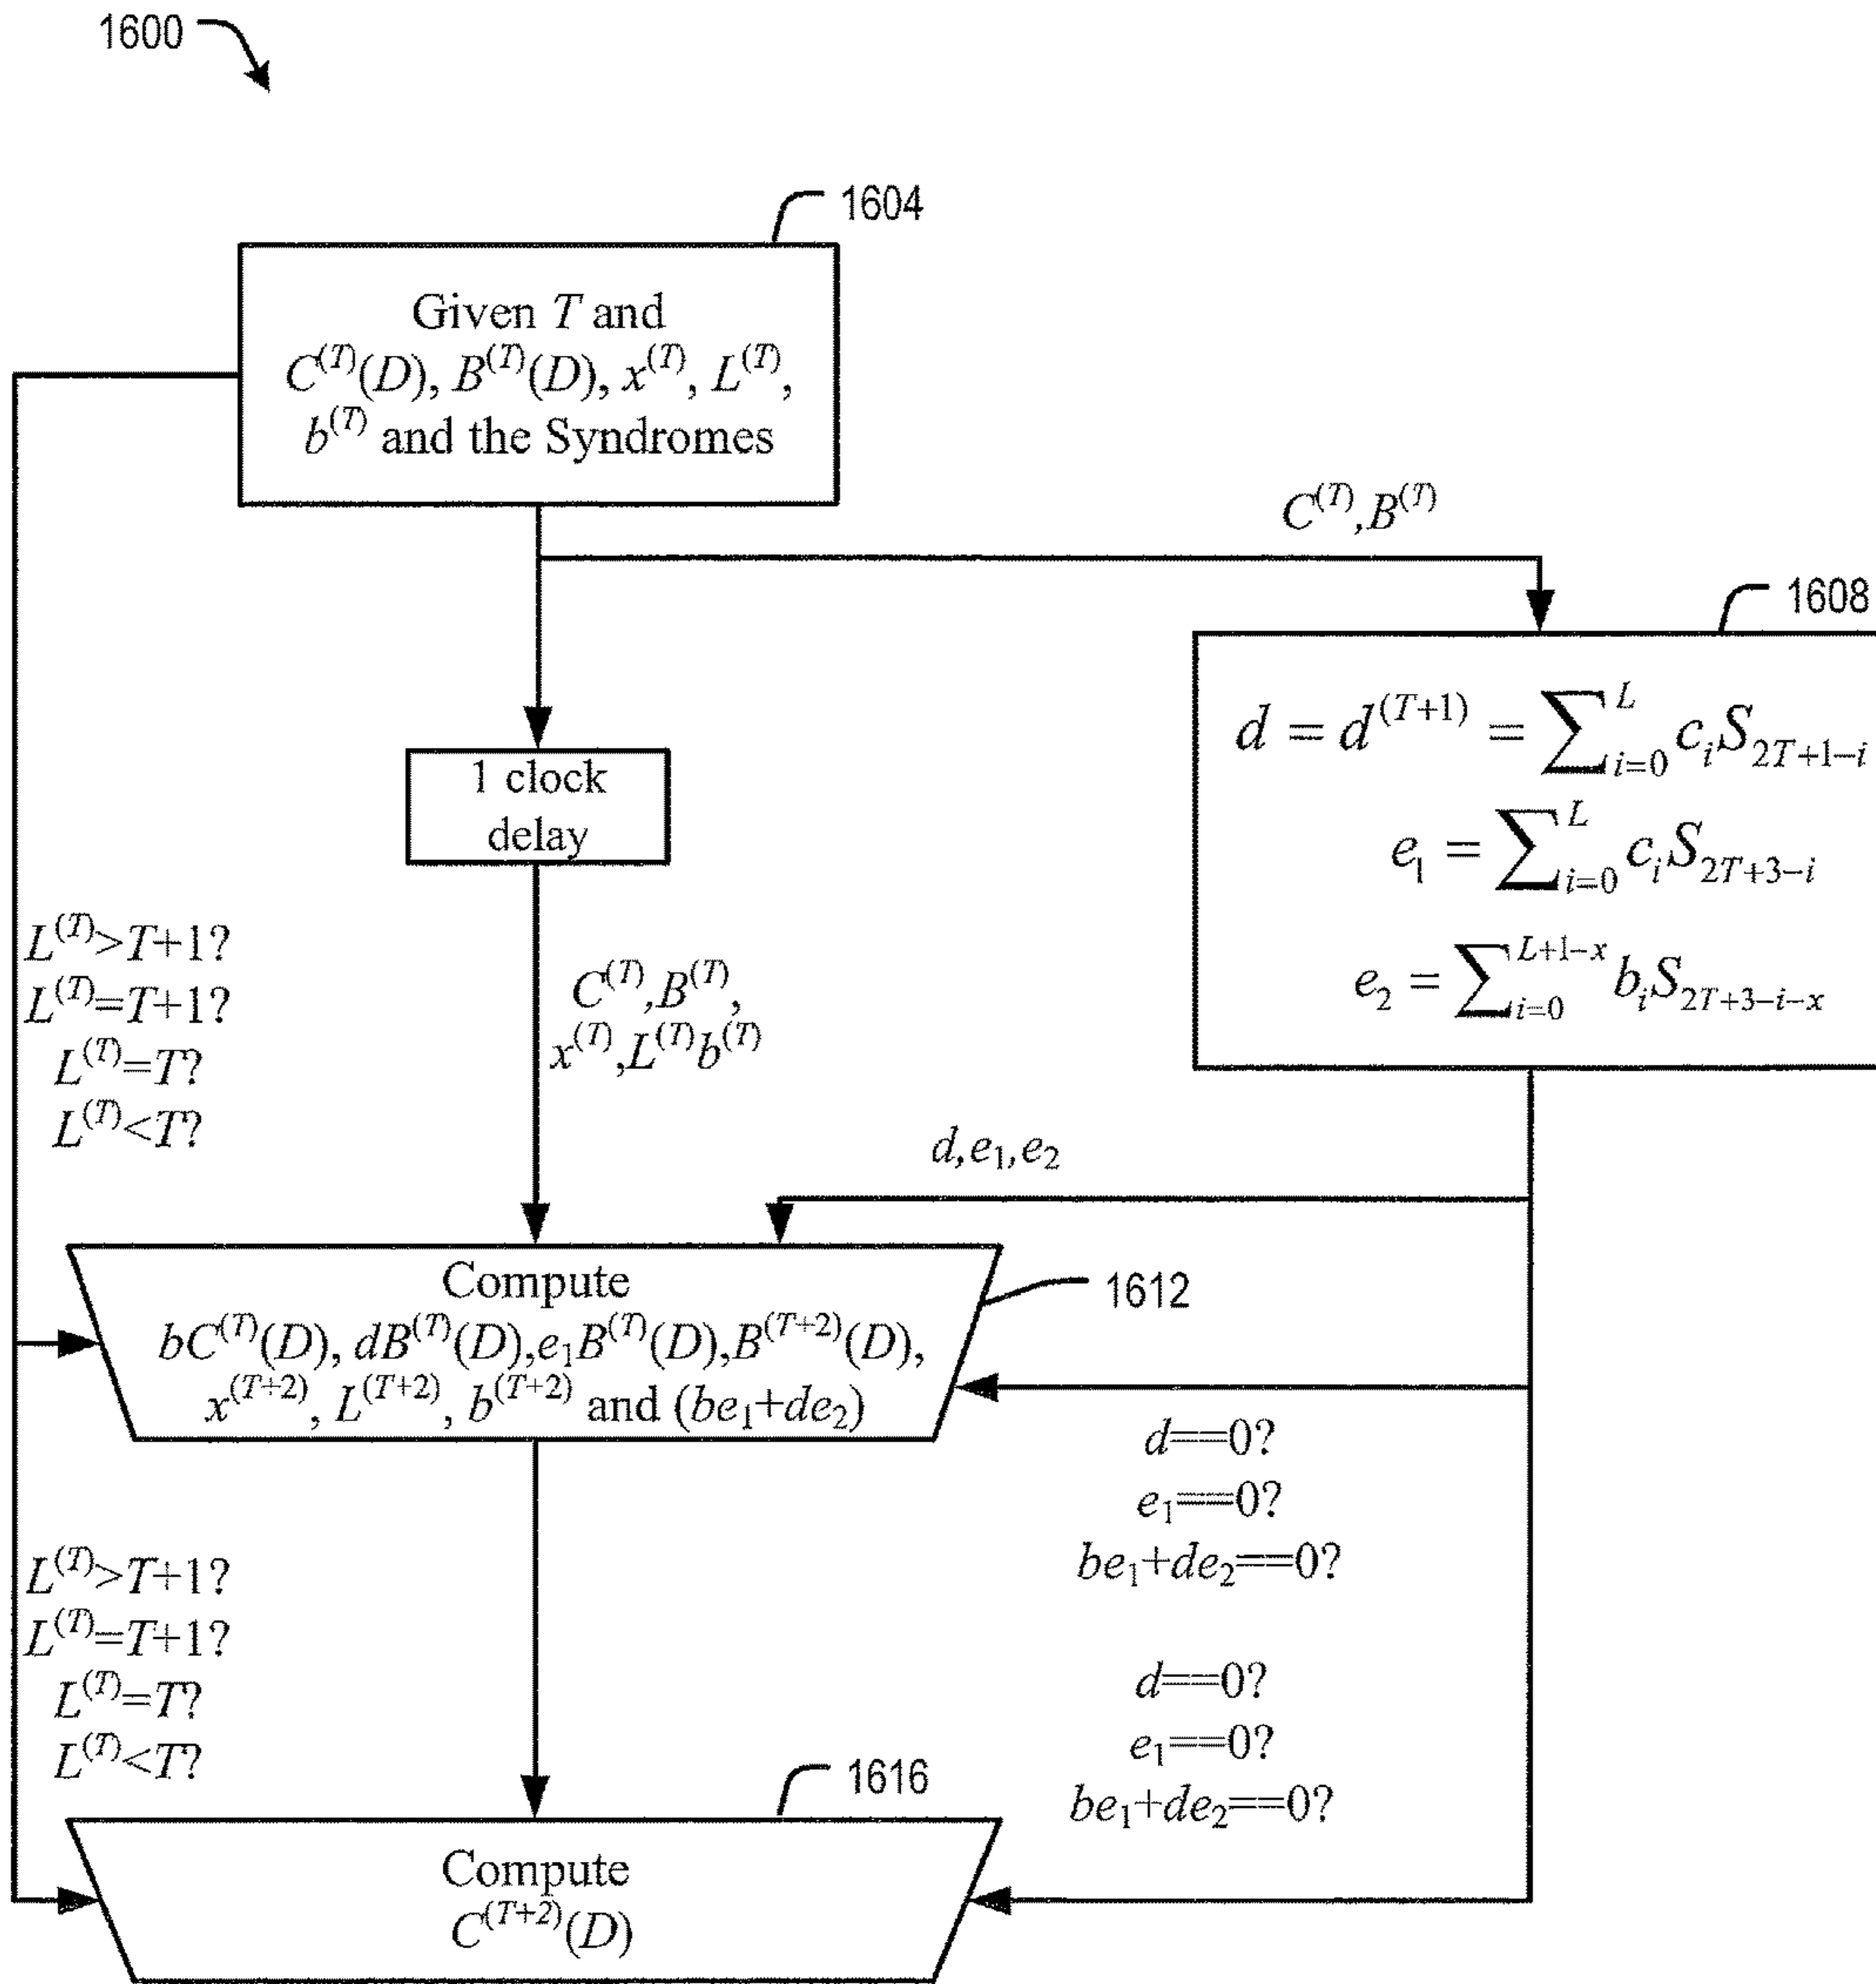 1600
1604
Given T and
C^(T)(D), B^(T)(D), x^(T), L^(T),
b^(T) and the Syndromes
C^(T),B^(T)
1608
d = d^(T+1) = ∑_{i=0}^{L} c_i S_{2T+1-i}
e_1 = ∑_{i=0}^{L} c_i S_{2T+3-i}
e_2 = ∑_{i=0}^{L+1-x} b_i S_{2T+3-i-x}
1 clock
delay
L^(T)>T+1?
L^(T)=T+1?
L^(T)=T?
L^(T)<T?
C^(T),B^(T),
x^(T),L^(T)b^(T)
d,e_1,e_2
1612
Compute
bC^(T)(D), dB^(T)(D),e_1B^(T)(D),B^(T+2)(D),
x^(T+2), L^(T+2), b^(T+2) and (be_1+de_2)
d==0?
e_1==0?
be_1+de_2==0?
L^(T)>T+1?
L^(T)=T+1?
L^(T)=T?
L^(T)<T?
d==0?
e_1==0?
be_1+de_2==0?
1616
Compute
C^(T+2)(D)